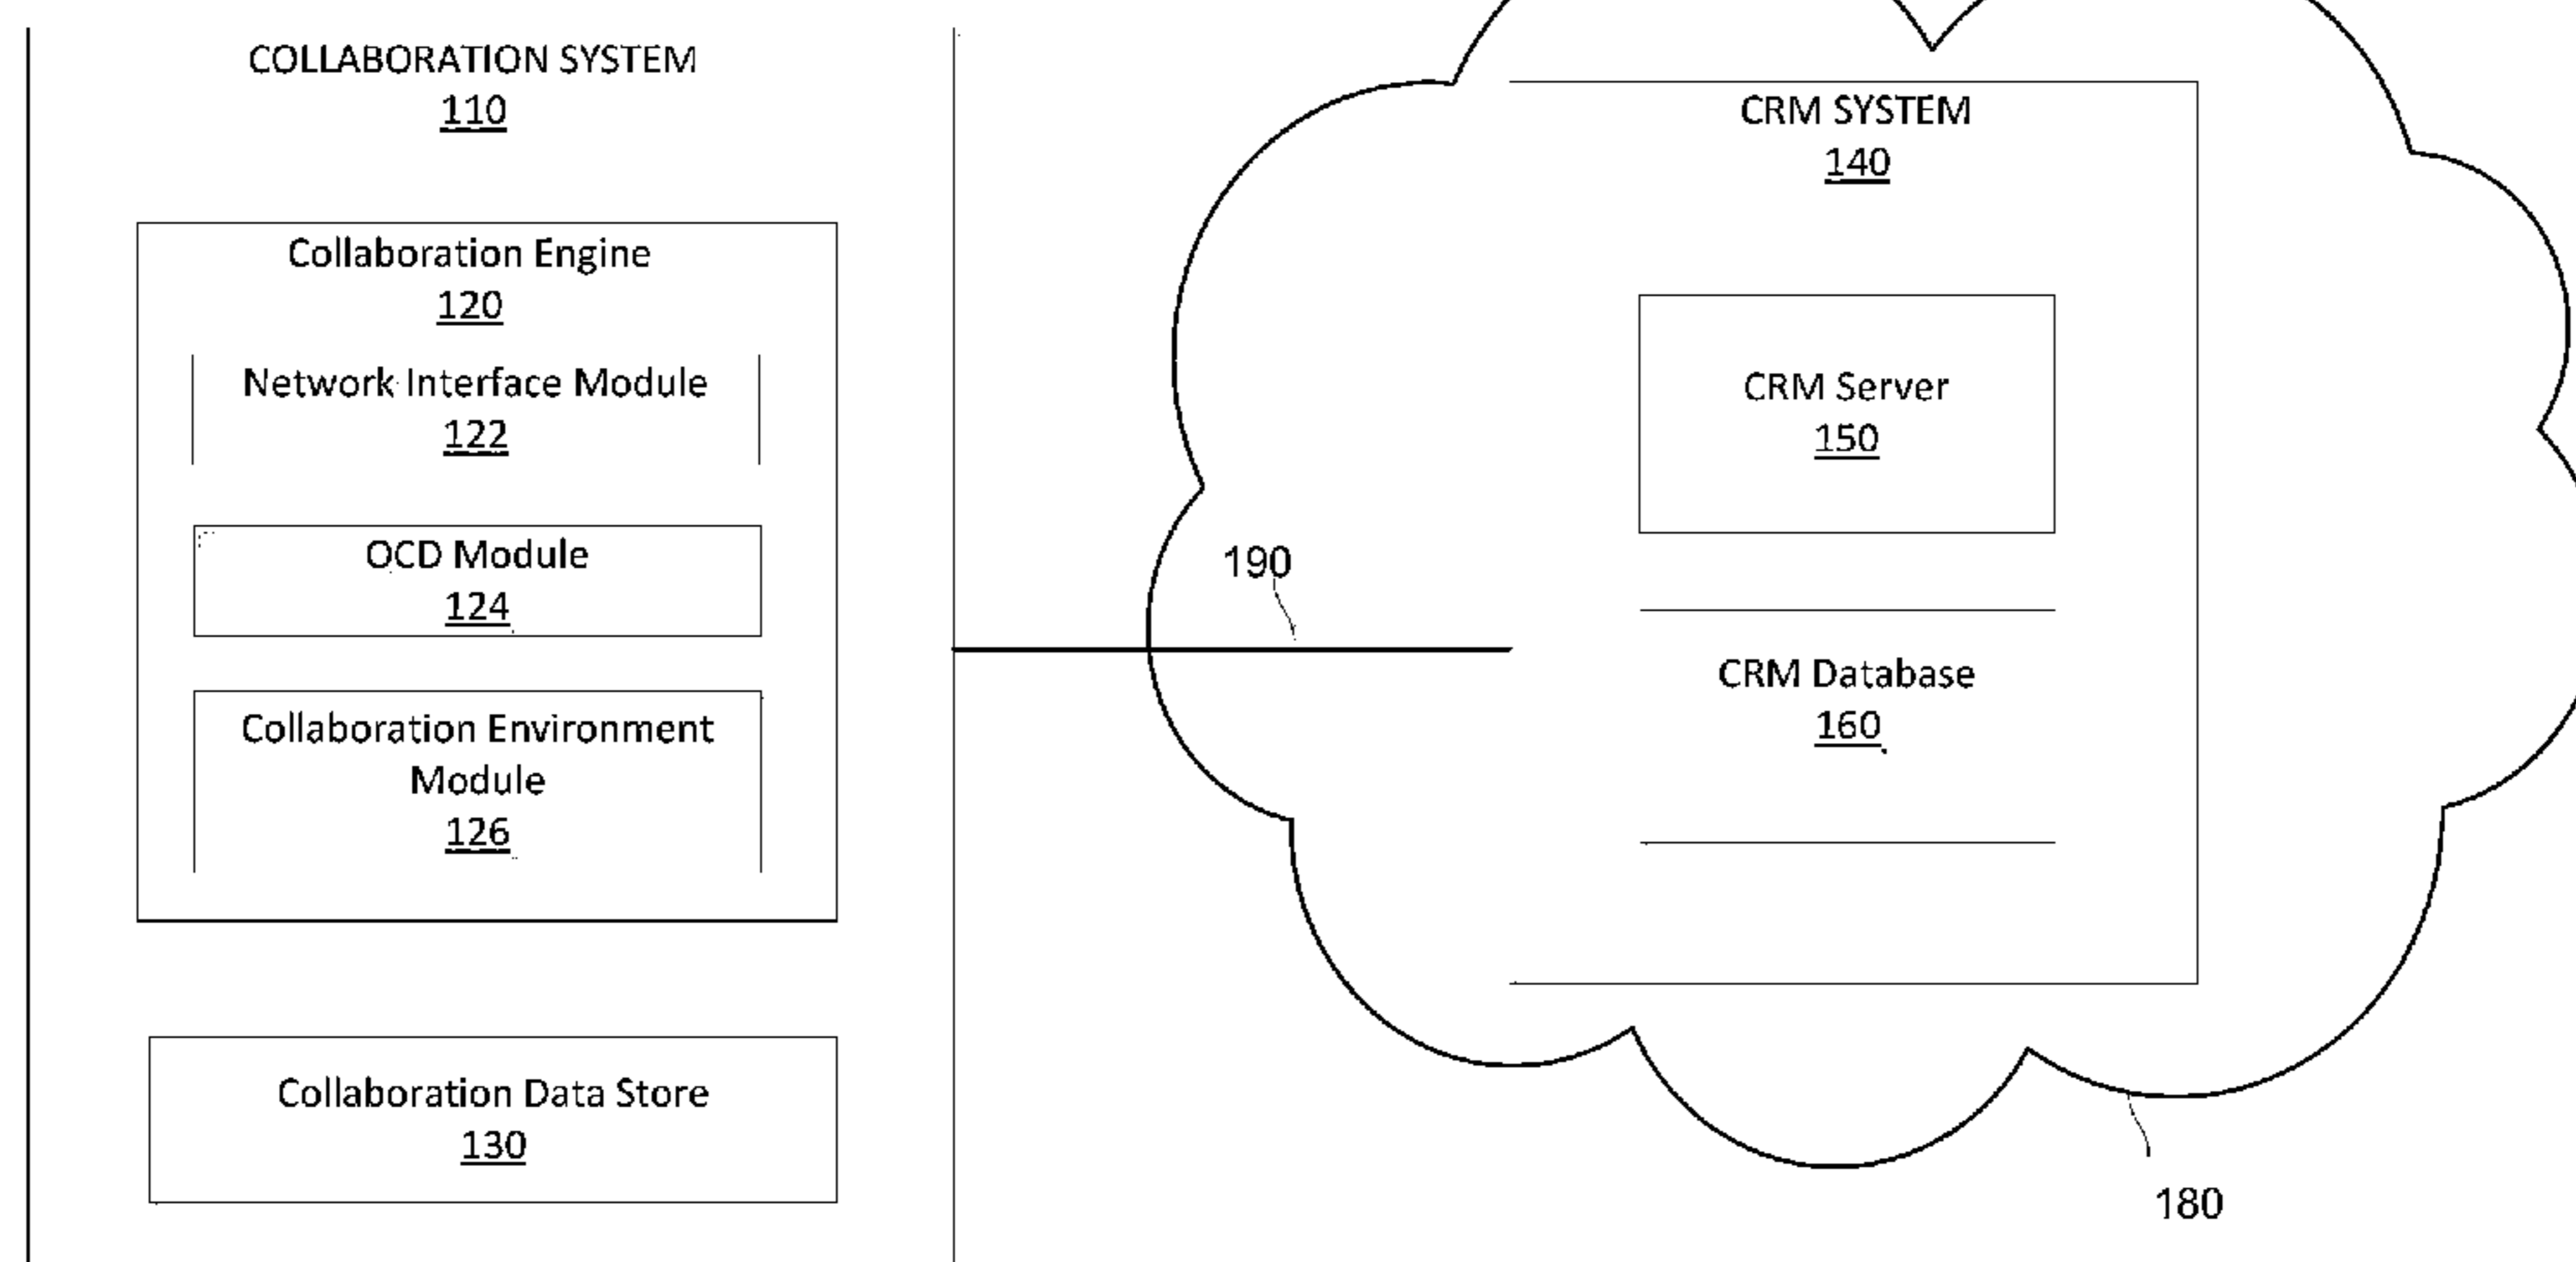 COLLABORATION SYSTEM
110
Collaboration Engine
120
Network Interface Module
122
OCD Module
124
Collaboration Environment
Module
126
Collaboration Data Store
130
190
CRM SYSTEM
140
CRM Server
150
CRM Database
160
180